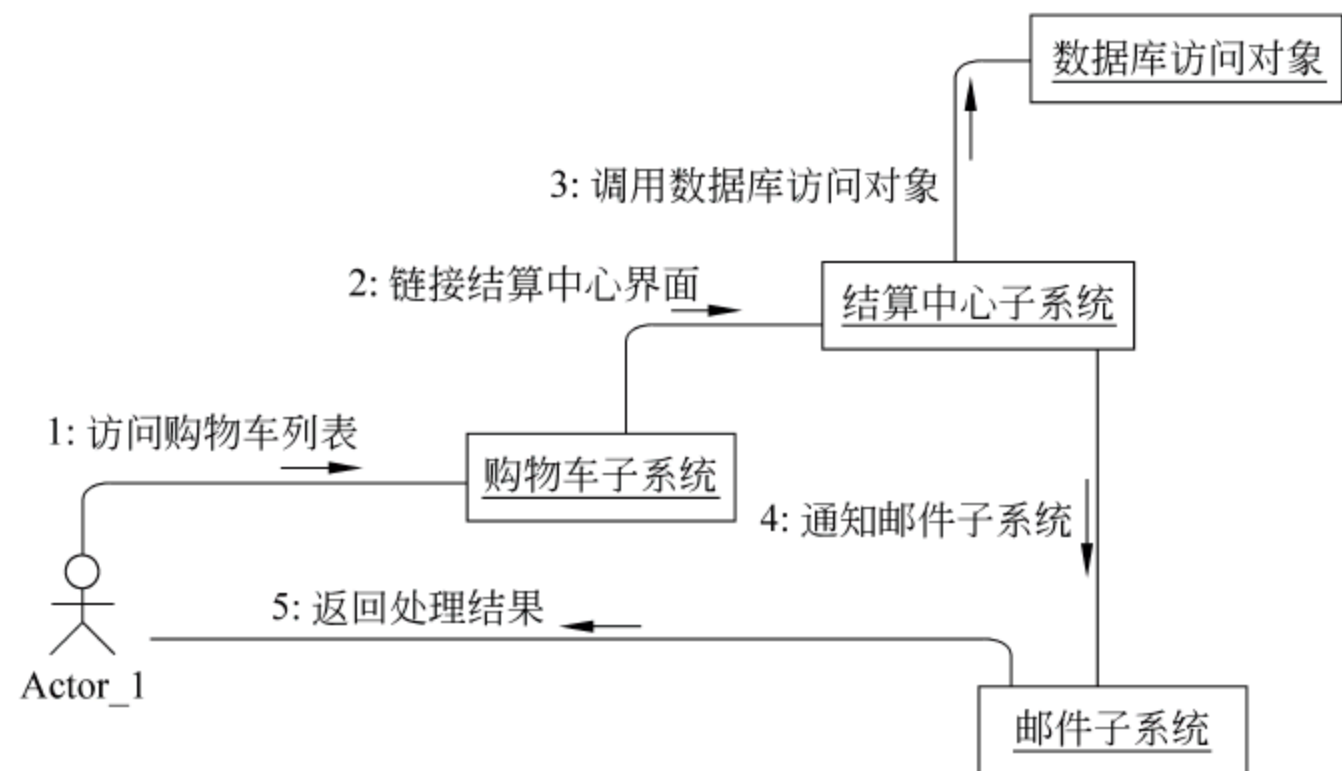 数据库访问对象
3: 调用数据库访问对象
2: 链接结算中心界面
结算中心子系统
1: 访问购物车列表
购物车子系统
4: 通知邮件子系统
5: 返回处理结果
Actor_1
邮件子系统